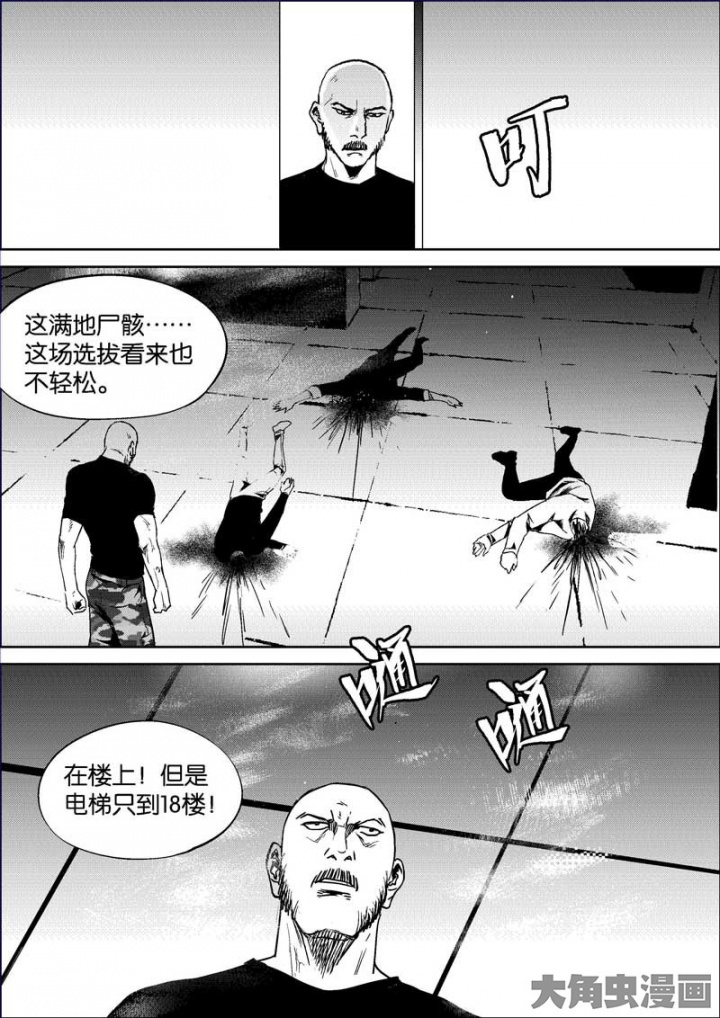 叮
这满地尸骸……
这场选拔看来也
不轻松。
嗵
嗵
在楼上！但是
电梯只到18楼！
大角虫漫画